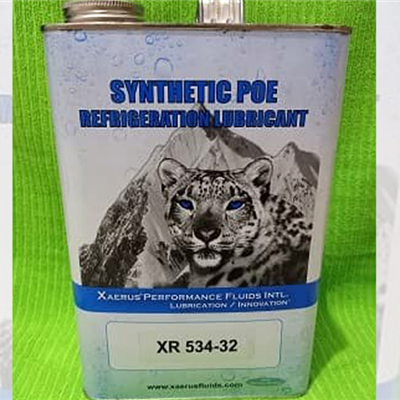 SYNTHETIC POE
REFRIGERATION LUBRICANT
XAERUS PERFORMANCE FLUIDS INTL.
LUBRICATION / INNOVATION
XR 534-32
www.xaerusfluids.com